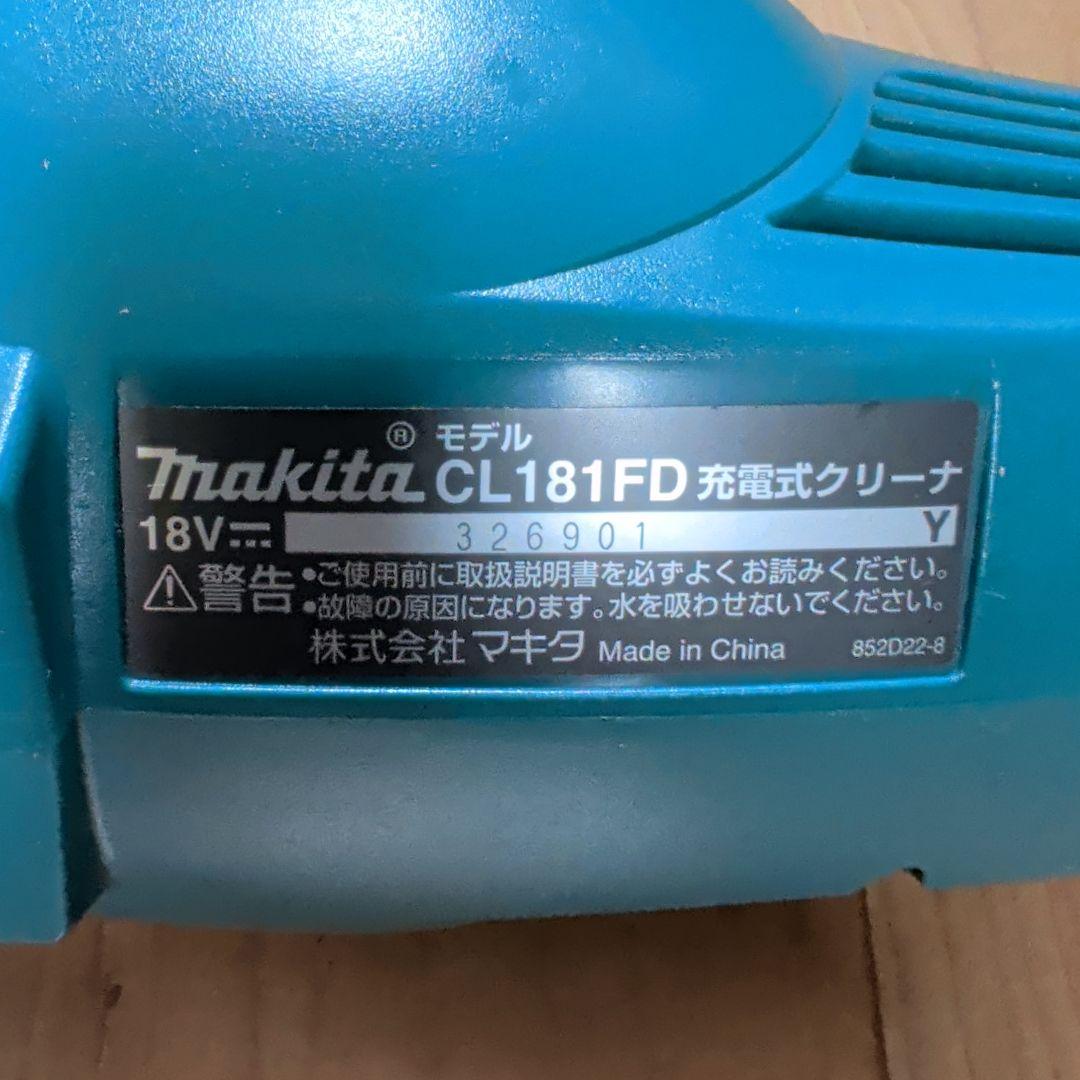 makita® モデル CL181FD 充電式クリーナ
18V⎓ 326901 Y
⚠警告 •ご使用前に取扱説明書を必ずよくお読みください。
•故障の原因になります。水を吸わせないでください。
株式会社マキタ Made in China 852D22-8